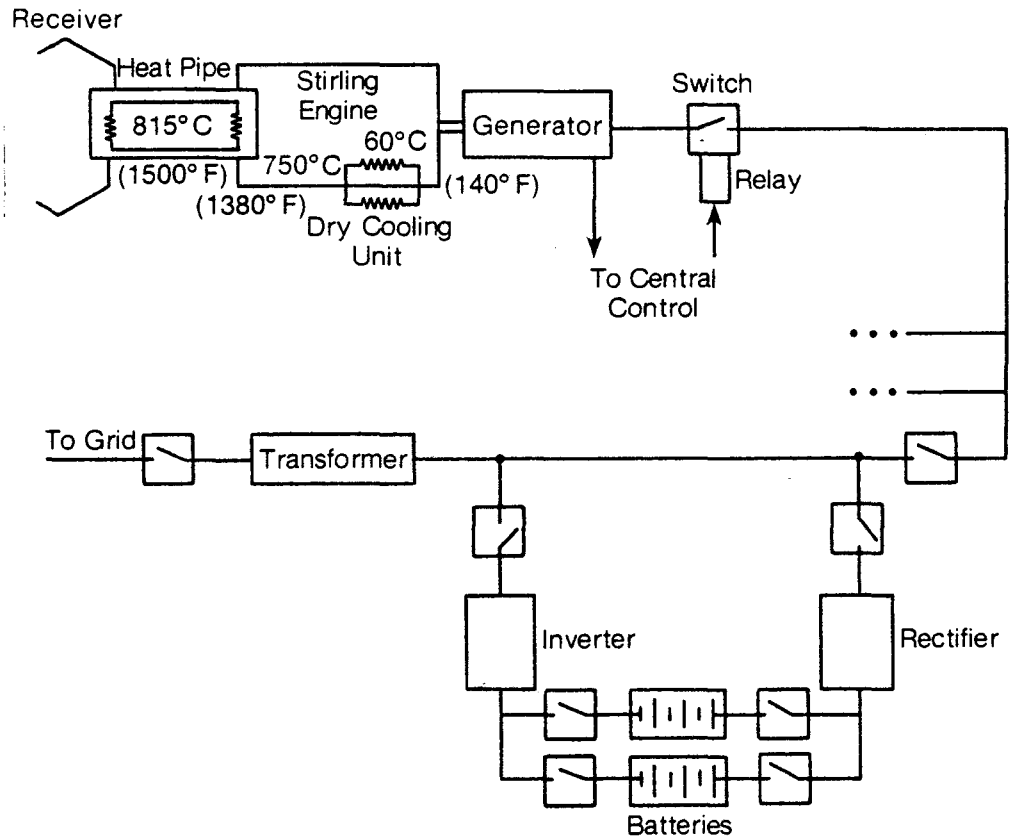 Receiver
Heat Pipe
Stirling
Engine
815°C
(1500°F)
750°C
(1380°F)
60°C
(140°F)
Dry Cooling
Unit
Generator
Switch
Relay
To Central
Control
To Grid
Transformer
Inverter
Rectifier
Batteries